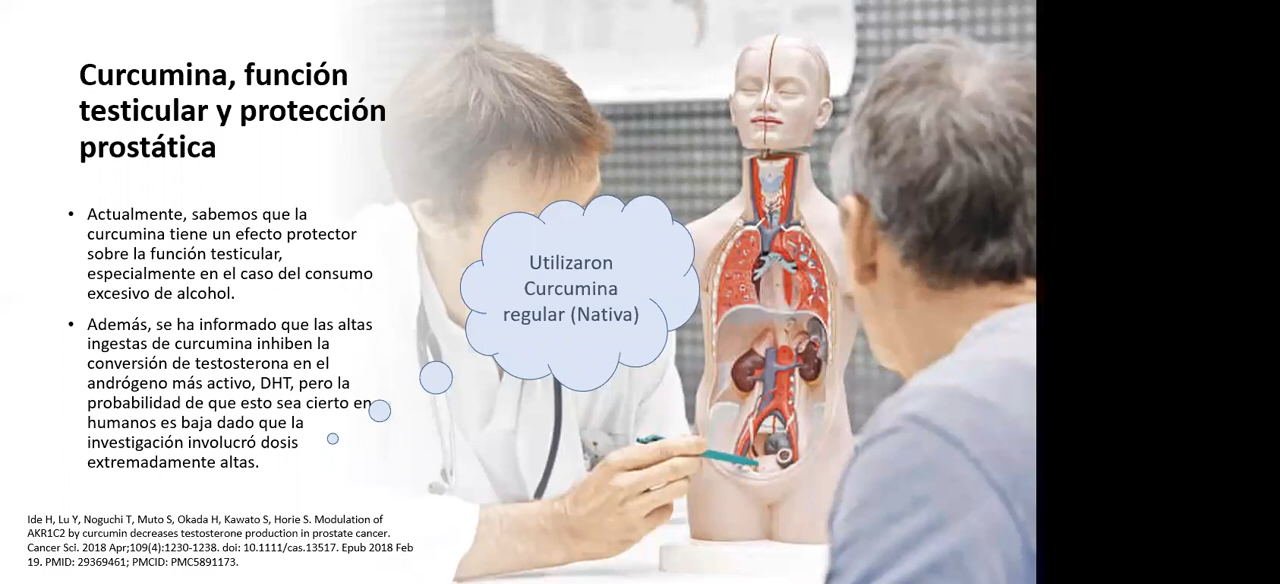 Curcumina, función
testicular y protección
prostática
• Actualmente, sabemos que la
curcumina tiene un efecto protector
sobre la función testicular,
especialmente en el caso del consumo
excesivo de alcohol.
• Además, se ha informado que las altas
ingestas de curcumina inhiben la
conversión de testosterona en el
andrógeno más activo, DHT, pero la
probabilidad de que esto sea cierto en
humanos es baja dado que la
investigación involucró dosis
extremadamente altas.
Utilizaron
Curcumina
regular (Nativa)
Ide H, Lu Y, Noguchi T, Muto S, Okada H, Kawato S, Horie S. Modulation of
AKR1C2 by curcumin decreases testosterone production in prostate cancer.
Cancer Sci. 2018 Apr;109(4):1230-1238. doi: 10.1111/cas.13517. Epub 2018 Feb
19. PMID: 29369461; PMCID: PMC5891173.